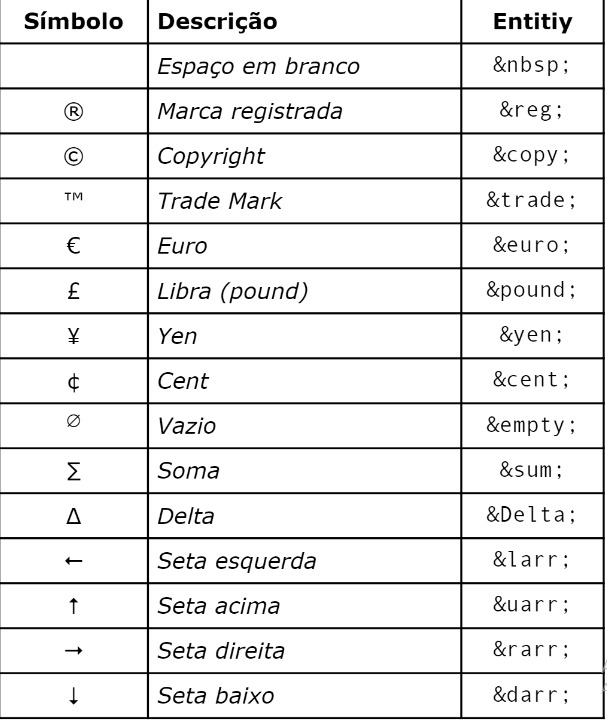 Símbolo Descrição Entitiy
Espaço em branco &nbsp;
® Marca registrada &reg;
© Copyright &copy;
™ Trade Mark &trade;
€ Euro &euro;
£ Libra (pound) &pound;
¥ Yen &yen;
¢ Cent &cent;
∅ Vazio &empty;
∑ Soma &sum;
Δ Delta &Delta;
← Seta esquerda &larr;
↑ Seta acima &uarr;
→ Seta direita &rarr;
↓ Seta baixo &darr;